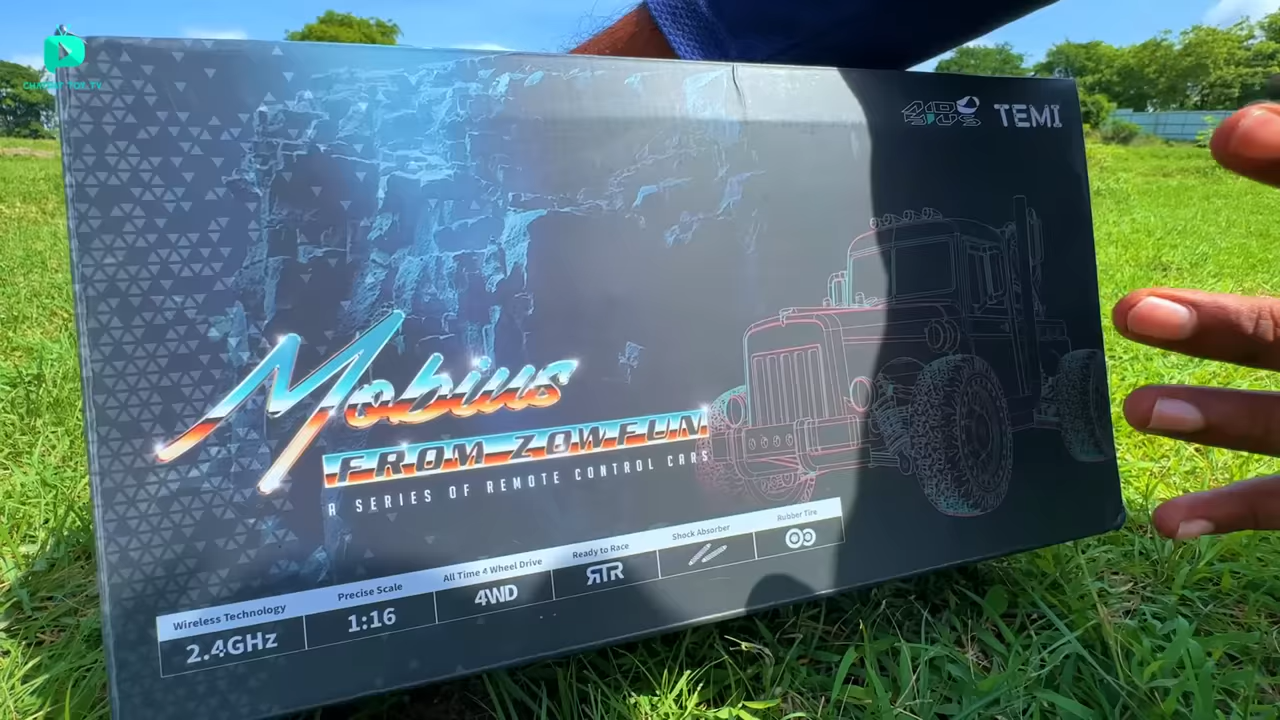 TEMI
Mobius
FROM ZOWFUN
A SERIES OF REMOTE CONTROL CARS
Wireless Technology
2.4GHz
Precise Scale
1:16
All Time 4 Wheel Drive
4WD
Ready to Race
RTR
Shock Absorber
Rubber Tire